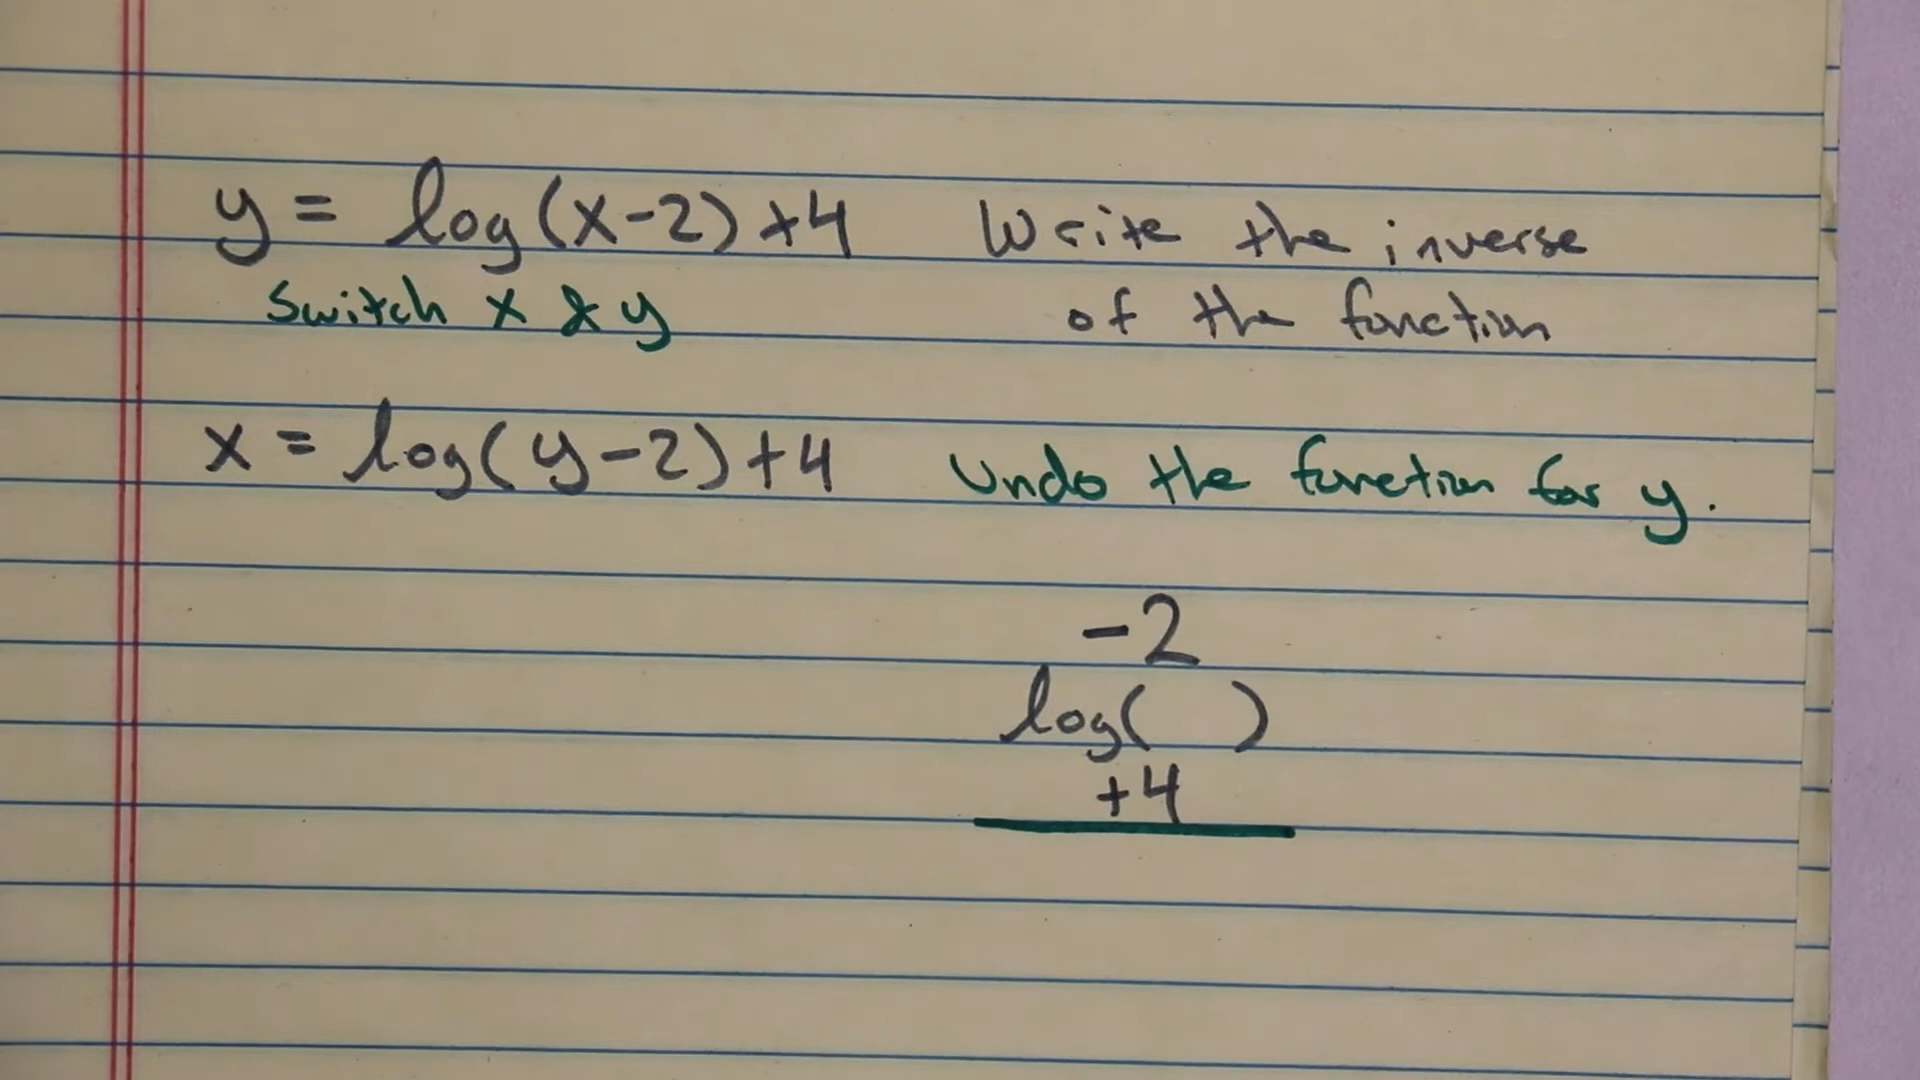 y = log(x-2)+4 Write the inverse
Switch x & y of the function
x = log(y-2)+4 Undo the function for y.
-2
log( )
+4